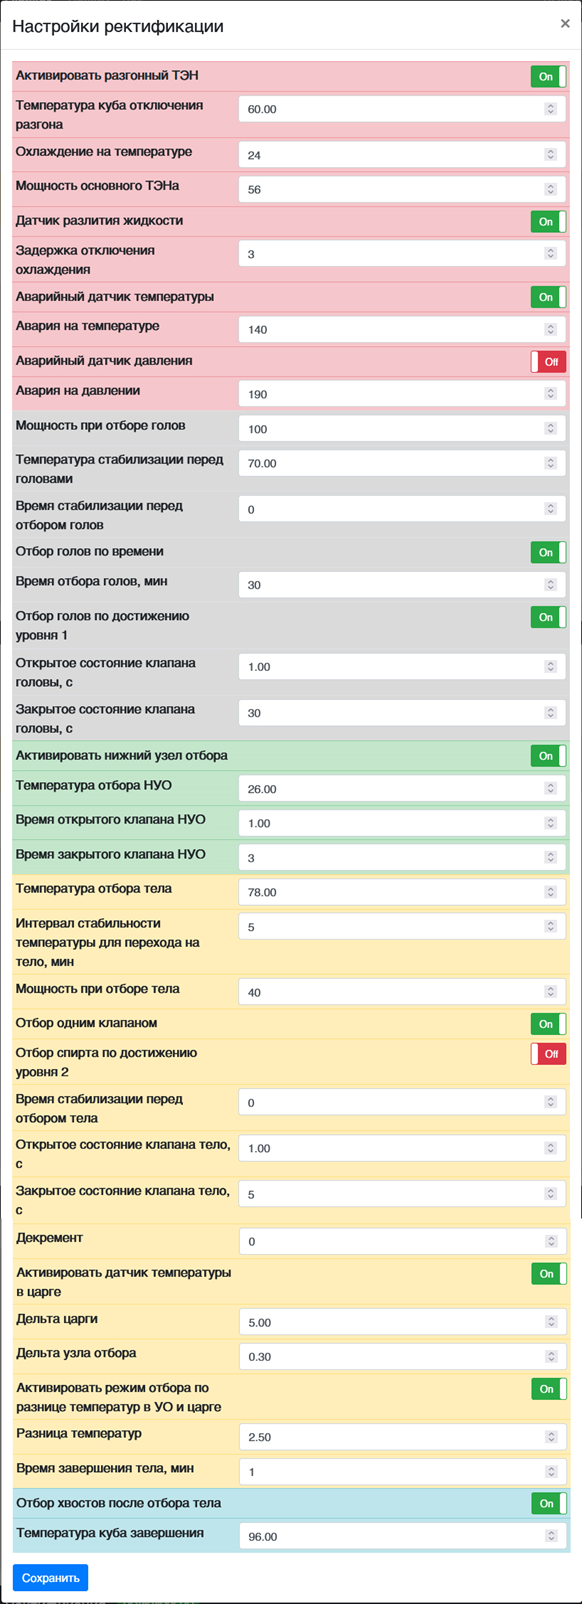 Настройки ректификации ×
Активировать разгонный ТЭН On
Температура куба отключения
разгона
60.00
Охлаждение на температуре 24
Мощность основного ТЭНа 56
Датчик разлития жидкости On
Задержка отключения
охлаждения
3
Аварийный датчик температуры On
Авария на температуре 140
Аварийный датчик давления Off
Авария на давлении 190
Мощность при отборе голов 100
Температура стабилизации перед
головами
70.00
Время стабилизации перед
отбором голов
0
Отбор голов по времени On
Время отбора голов, мин 30
Отбор голов по достижению
уровня 1
On
Открытое состояние клапана
головы, с
1.00
Закрытое состояние клапана
головы, с
30
Активировать нижний узел отбора On
Температура отбора НУО 26.00
Время открытого клапана НУО 1.00
Время закрытого клапана НУО 3
Температура отбора тела 78.00
Интервал стабильности
температуры для перехода на
тело, мин
5
Мощность при отборе тела 40
Отбор одним клапаном On
Отбор спирта по достижению
уровня 2
Off
Время стабилизации перед
отбором тела
0
Открытое состояние клапана тело,
с
1.00
Закрытое состояние клапана тело,
с
5
Декремент 0
Активировать датчик температуры
в царге
On
Дельта царги 5.00
Дельта узла отбора 0.30
Активировать режим отбора по
разнице температур в УО и царге
On
Разница температур 2.50
Время завершения тела, мин 1
Отбор хвостов после отбора тела On
Температура куба завершения 96.00
Сохранить